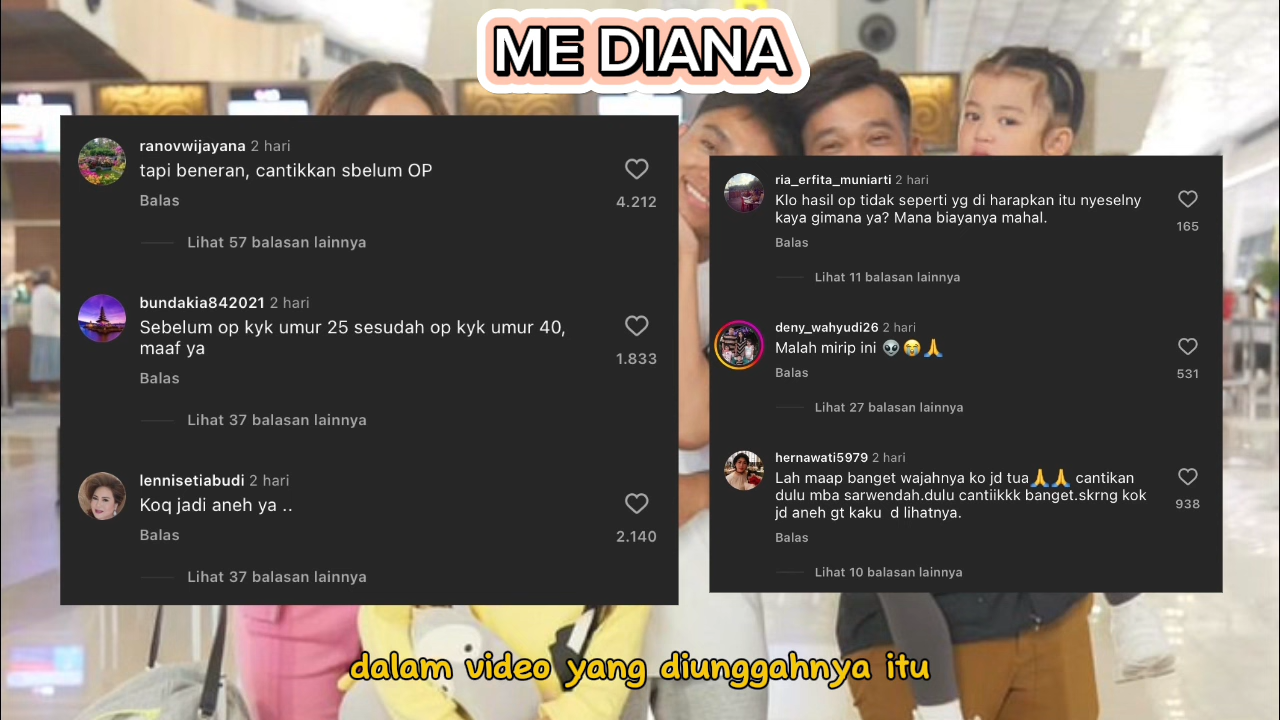 ME DIANA
ranovwijayana 2 hari
tapi beneran, cantikkan sbelum OP
4.212
Balas
Lihat 57 balasan lainnya
bundakia842021 2 hari
Sebelum op kyk umur 25 sesudah op kyk umur 40,
maaf ya
1.833
Balas
Lihat 37 balasan lainnya
lennisetiabudi 2 hari
Koq jadi aneh ya ..
2.140
Balas
Lihat 37 balasan lainnya
ria_erfita_muniarti 2 hari
Klo hasil op tidak seperti yg di harapkan itu nyeselny
kaya gimana ya? Mana biayanya mahal.
165
Balas
Lihat 11 balasan lainnya
deny_wahyudi26 2 hari
Malah mirip ini 👽😭🙏
531
Balas
Lihat 27 balasan lainnya
hernawati5979 2 hari
Lah maap banget wajahnya ko jd tua🙏🙏 cantikan
dulu mba sarwendah.dulu cantiikkk banget.skrng kok
jd aneh gt kaku d lihatnya.
938
Balas
Lihat 10 balasan lainnya
dalam video yang diunggahnya itu